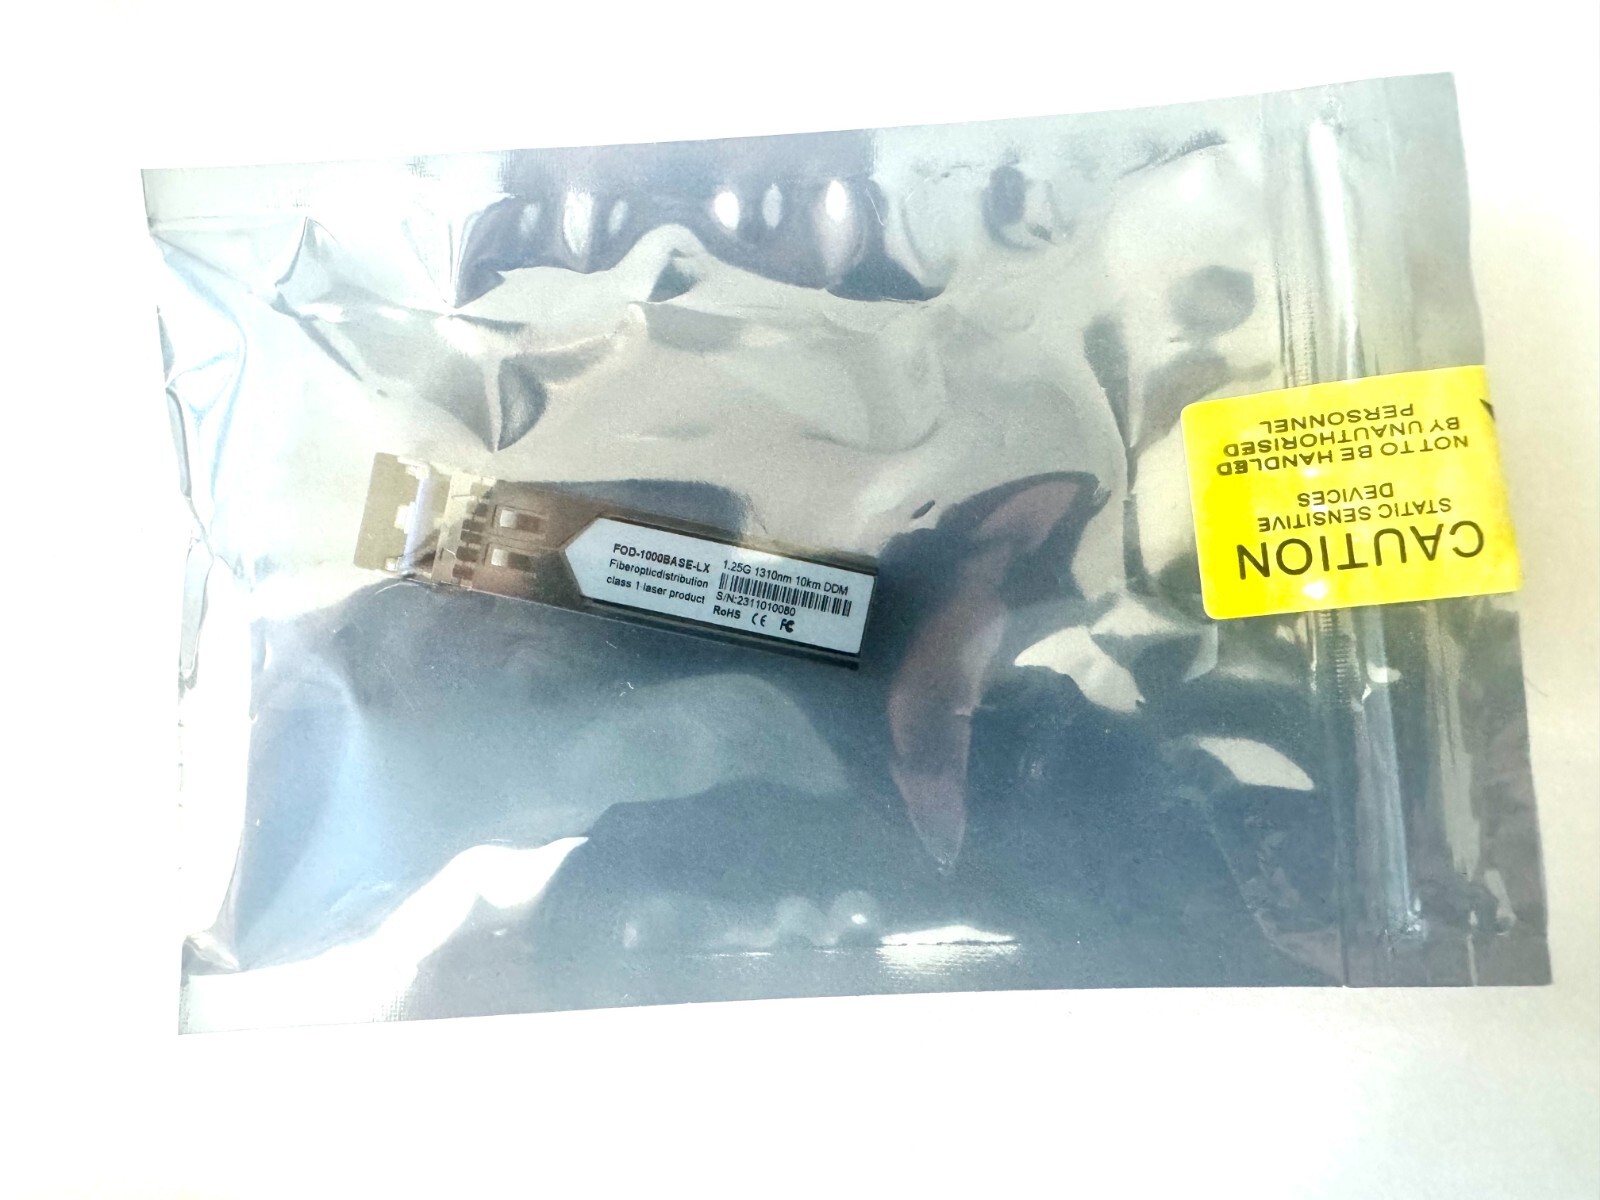 FOD-1000BASE-LX
Fiberopticdistribution
class 1 laser product
1.25G 1310nm 10km DDM
S/N:2311010080
RoHS CE FC
CAUTION
STATIC SENSITIVE
DEVICES
NOT TO BE HANDLED
BY UNAUTHORISED
PERSONNEL